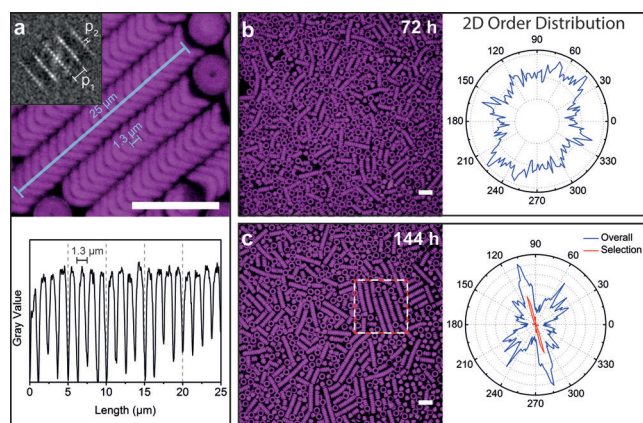 a
p2
p1
25 µm
1.3 µm
1.3 µm
Gray Value
0 5 10 15 20 25
Length (µm)
b
72 h
2D Order Distribution
90
120 60
150 30
180 0
210 330
240 300
270
c
144 h
Overall
Selection
90
120 60
150 30
180 0
210 330
240 300
270